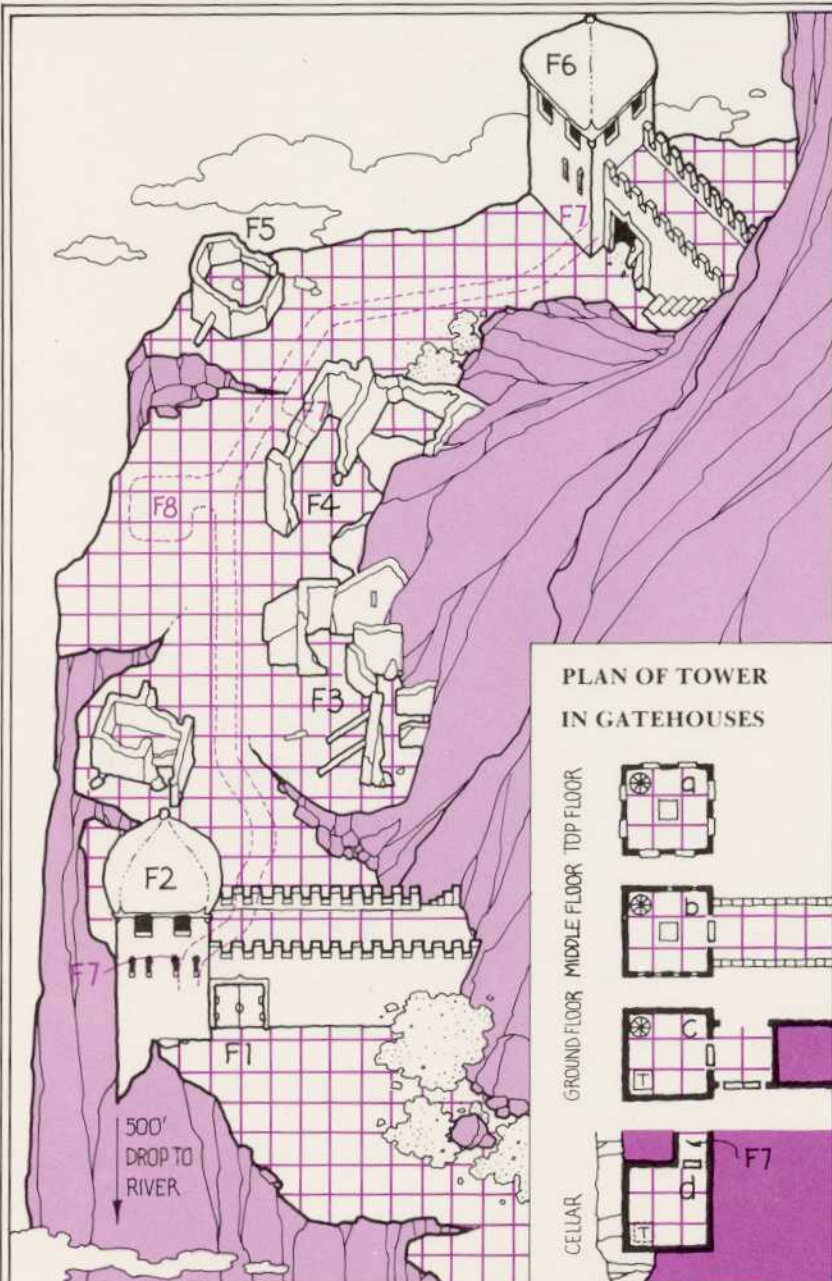 F6
F5
F7
F7
F8
F4
F3
F2
F7
F1
500'
DROP TO
RIVER
PLAN OF TOWER
IN GATEHOUSES
TOP FLOOR
a
MIDDLE FLOOR
b
GROUND FLOOR
c
T
CELLAR
d
T
F7